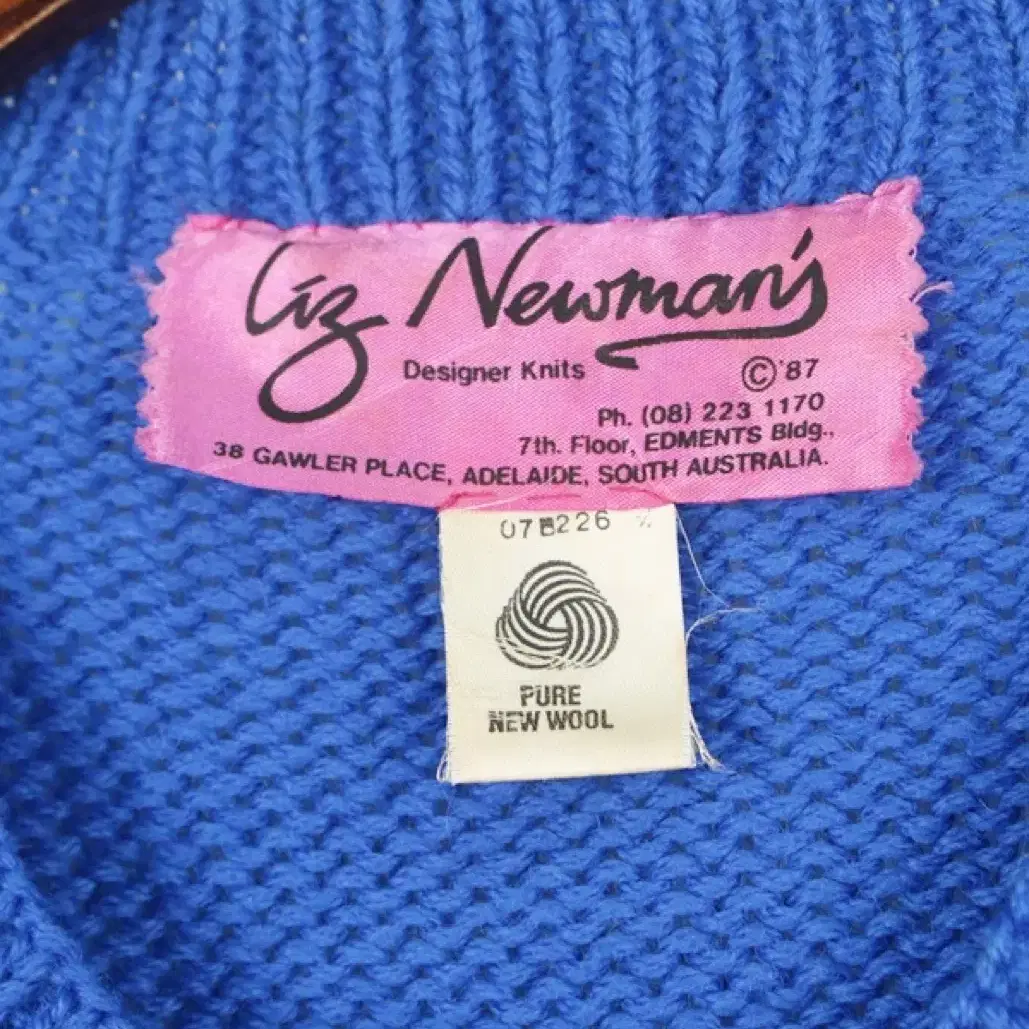 Liz Newman's
Designer Knits
©'87
Ph. (08) 223 1170
7th. Floor, EDMENTS Bldg.,
38 GAWLER PLACE, ADELAIDE, SOUTH AUSTRALIA.
PURE
NEW WOOL